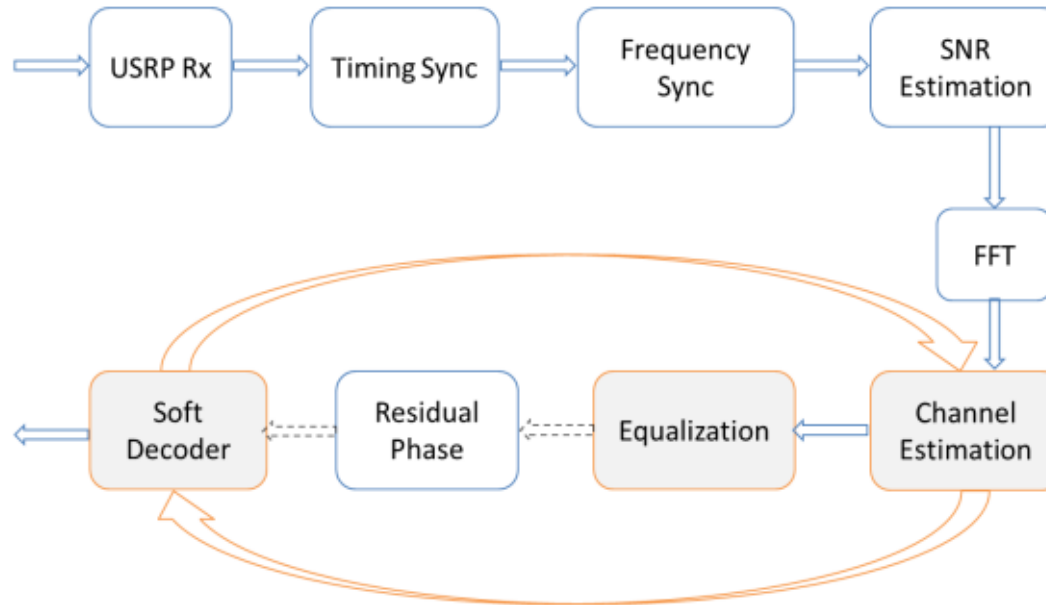 USRP Rx
Timing Sync
Frequency
Sync
SNR
Estimation
FFT
Soft
Decoder
Residual
Phase
Equalization
Channel
Estimation